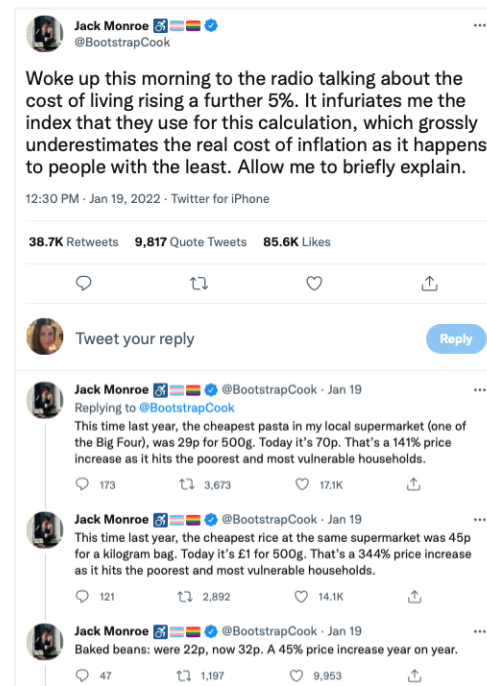 Jack Monroe
@BootstrapCook
Woke up this morning to the radio talking about the
cost of living rising a further 5%. It infuriates me the
index that they use for this calculation, which grossly
underestimates the real cost of inflation as it happens
to people with the least. Allow me to briefly explain.
12:30 PM · Jan 19, 2022 · Twitter for iPhone
38.7K Retweets 9,817 Quote Tweets 85.6K Likes
Tweet your reply
Reply
Jack Monroe @BootstrapCook · Jan 19
Replying to @BootstrapCook
This time last year, the cheapest pasta in my local supermarket (one of
the Big Four), was 29p for 500g. Today it's 70p. That's a 141% price
increase as it hits the poorest and most vulnerable households.
173 3,673 17.1K
Jack Monroe @BootstrapCook · Jan 19
This time last year, the cheapest rice at the same supermarket was 45p
for a kilogram bag. Today it's £1 for 500g. That's a 344% price increase
as it hits the poorest and most vulnerable households.
121 2,892 14.1K
Jack Monroe @BootstrapCook · Jan 19
Baked beans: were 22p, now 32p. A 45% price increase year on year.
47 1,197 9,953